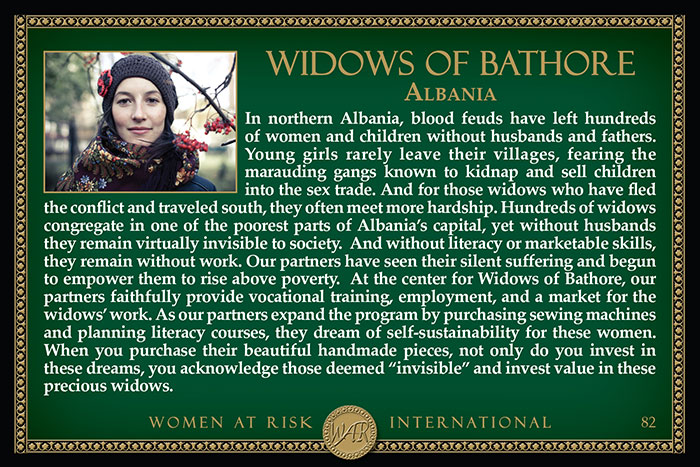 WIDOWS OF BATHORE
ALBANIA
In northern Albania, blood feuds have left hundreds
of women and children without husbands and fathers.
Young girls rarely leave their villages, fearing the
marauding gangs known to kidnap and sell children
into the sex trade. And for those widows who have fled
the conflict and traveled south, they often meet more hardship. Hundreds of widows
congregate in one of the poorest parts of Albania's capital, yet without husbands
they remain virtually invisible to society.  And without literacy or marketable skills,
they remain without work. Our partners have seen their silent suffering and begun
to empower them to rise above poverty.  At the center for Widows of Bathore, our
partners faithfully provide vocational training, employment, and a market for the
widows' work. As our partners expand the program by purchasing sewing machines
and planning literacy courses, they dream of self-sustainability for these women.
When you purchase their beautiful handmade pieces, not only do you invest in
these dreams, you acknowledge those deemed “invisible” and invest value in these
precious widows.
WOMEN AT RISK WAR INTERNATIONAL 82